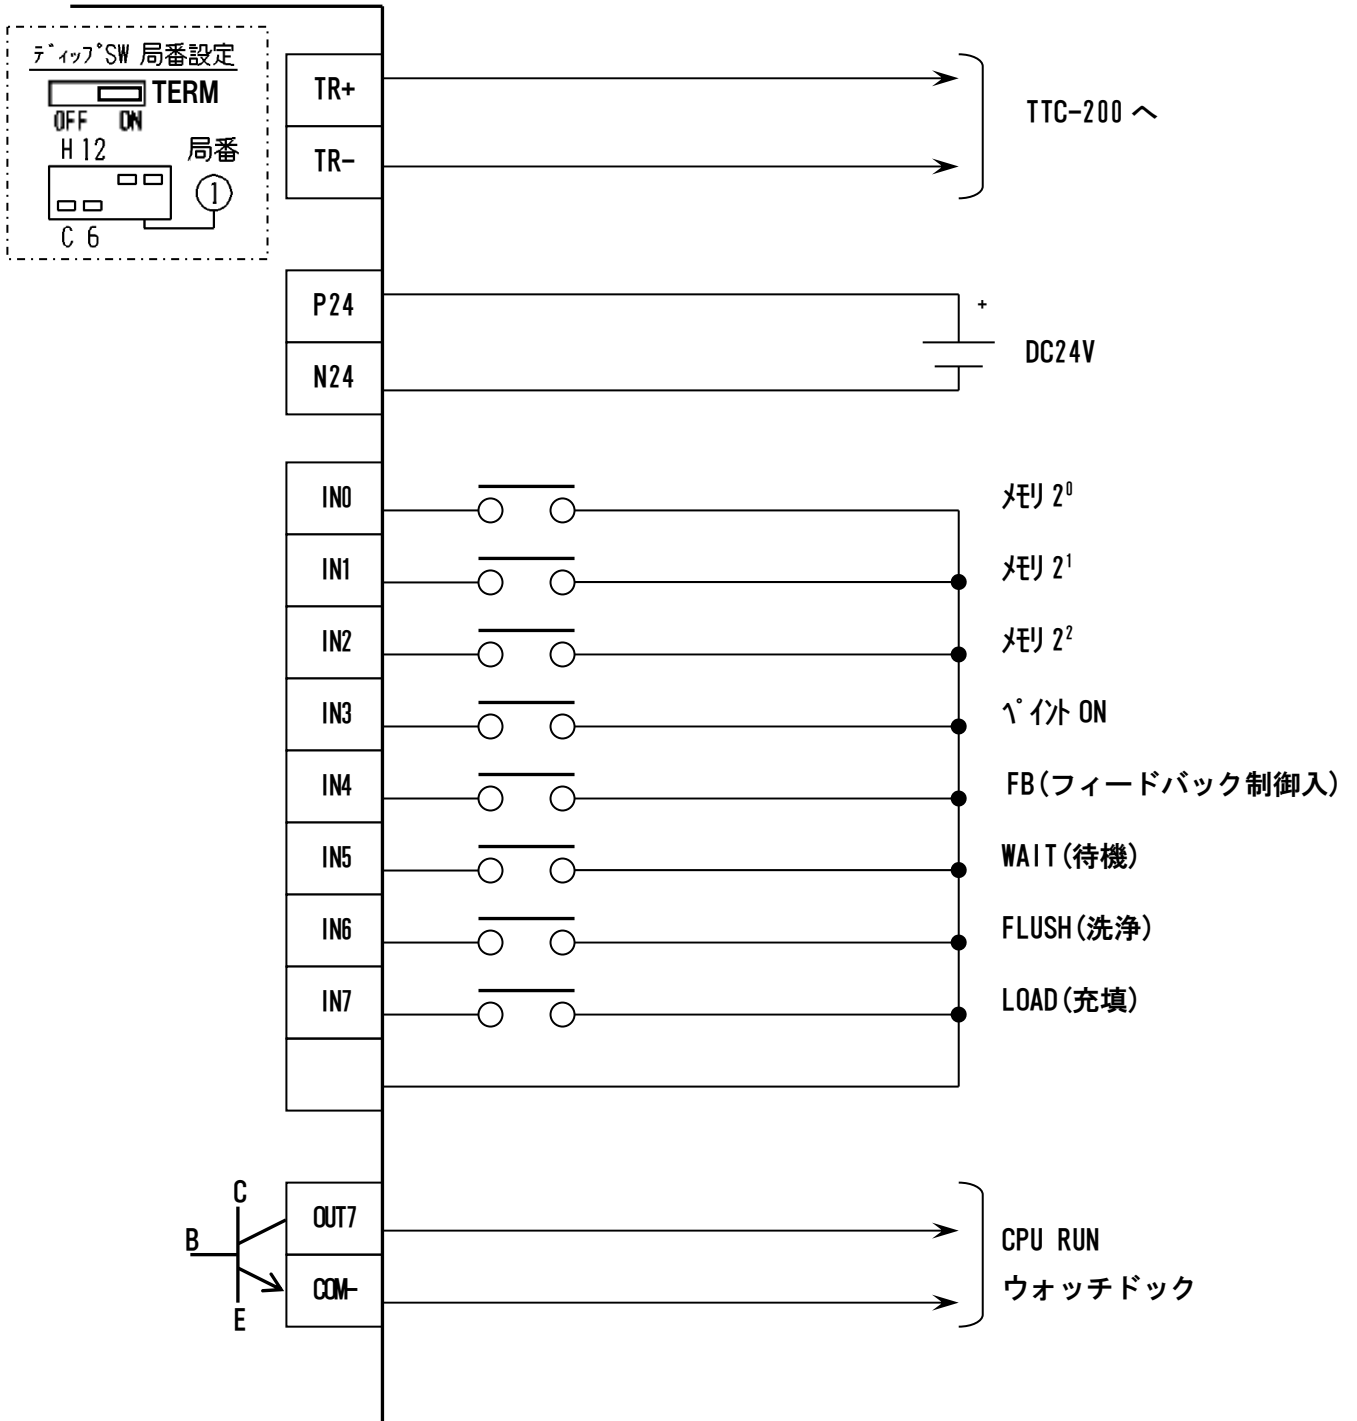 ﾃﾞｨｯﾌﾟSW 局番設定
TERM
OFF ON
H 12 局番
①
C 6
TR+
TR-
TTC-200 へ
P24
N24
+
DC24V
IN0 ﾒﾓﾘ 2⁰
IN1 ﾒﾓﾘ 2¹
IN2 ﾒﾓﾘ 2²
IN3 ﾍﾟｲﾝﾄ ON
IN4 FB(フィードバック制御入)
IN5 WAIT(待機)
IN6 FLUSH(洗浄)
IN7 LOAD(充填)
C
B
E
OUT7
COM-
CPU RUN
ウォッチドック